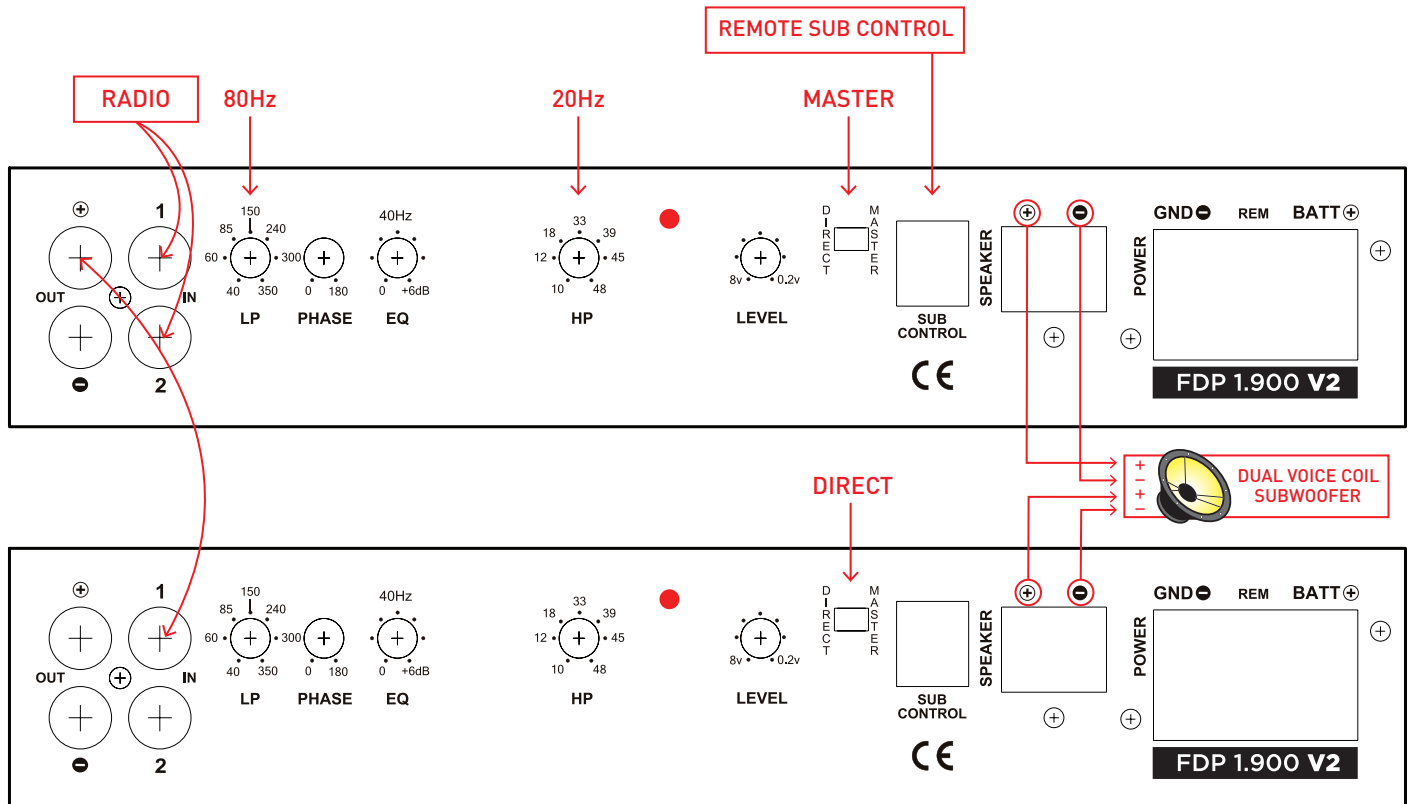 REMOTE SUB CONTROL
RADIO
80Hz
20Hz
MASTER
+ 1
OUT IN
− 2
40 60 85 150 240 300 350
LP
0 180
PHASE
40Hz
0 +6dB
EQ
10 12 18 33 39 45 48
HP
8v 0.2v
LEVEL
DIRECT MASTER
SUB
CONTROL
CE
SPEAKER
+ −
POWER
GND − REM BATT +
FDP 1.900 V2
+
−
+
−
DUAL VOICE COIL
SUBWOOFER
DIRECT
+ 1
OUT IN
− 2
40 60 85 150 240 300 350
LP
0 180
PHASE
40Hz
0 +6dB
EQ
10 12 18 33 39 45 48
HP
8v 0.2v
LEVEL
DIRECT MASTER
SUB
CONTROL
CE
SPEAKER
+ −
POWER
GND − REM BATT +
FDP 1.900 V2